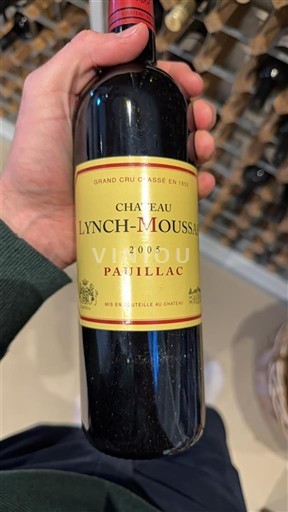 GRAND CRU CLASSÉ EN 1855
CHATEAU
LYNCH-MOUSSA
2005
VINIOU
PAUILLAC
MIS EN BOUTEILLE AU CHATEAU